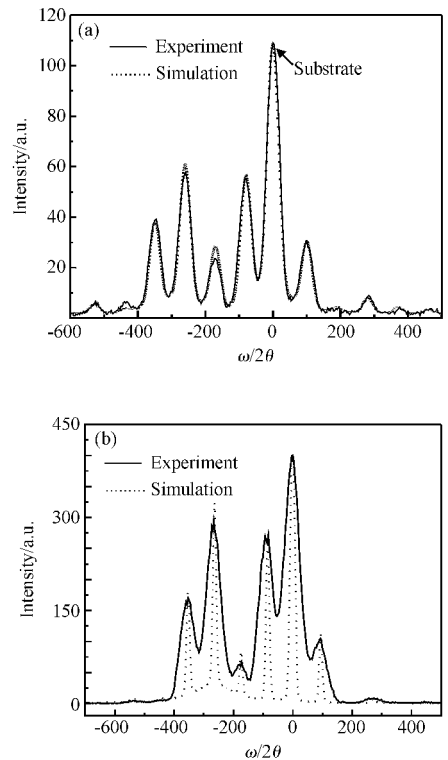 (a)
Experiment
Simulation
Substrate
Intensity/a.u.
120
100
80
60
40
20
-600 -400 -200 0 200 400
ω/2θ
(b)
Experiment
Simulation
Intensity/a.u.
450
300
150
0
-600 -400 -200 0 200 400
ω/2θ